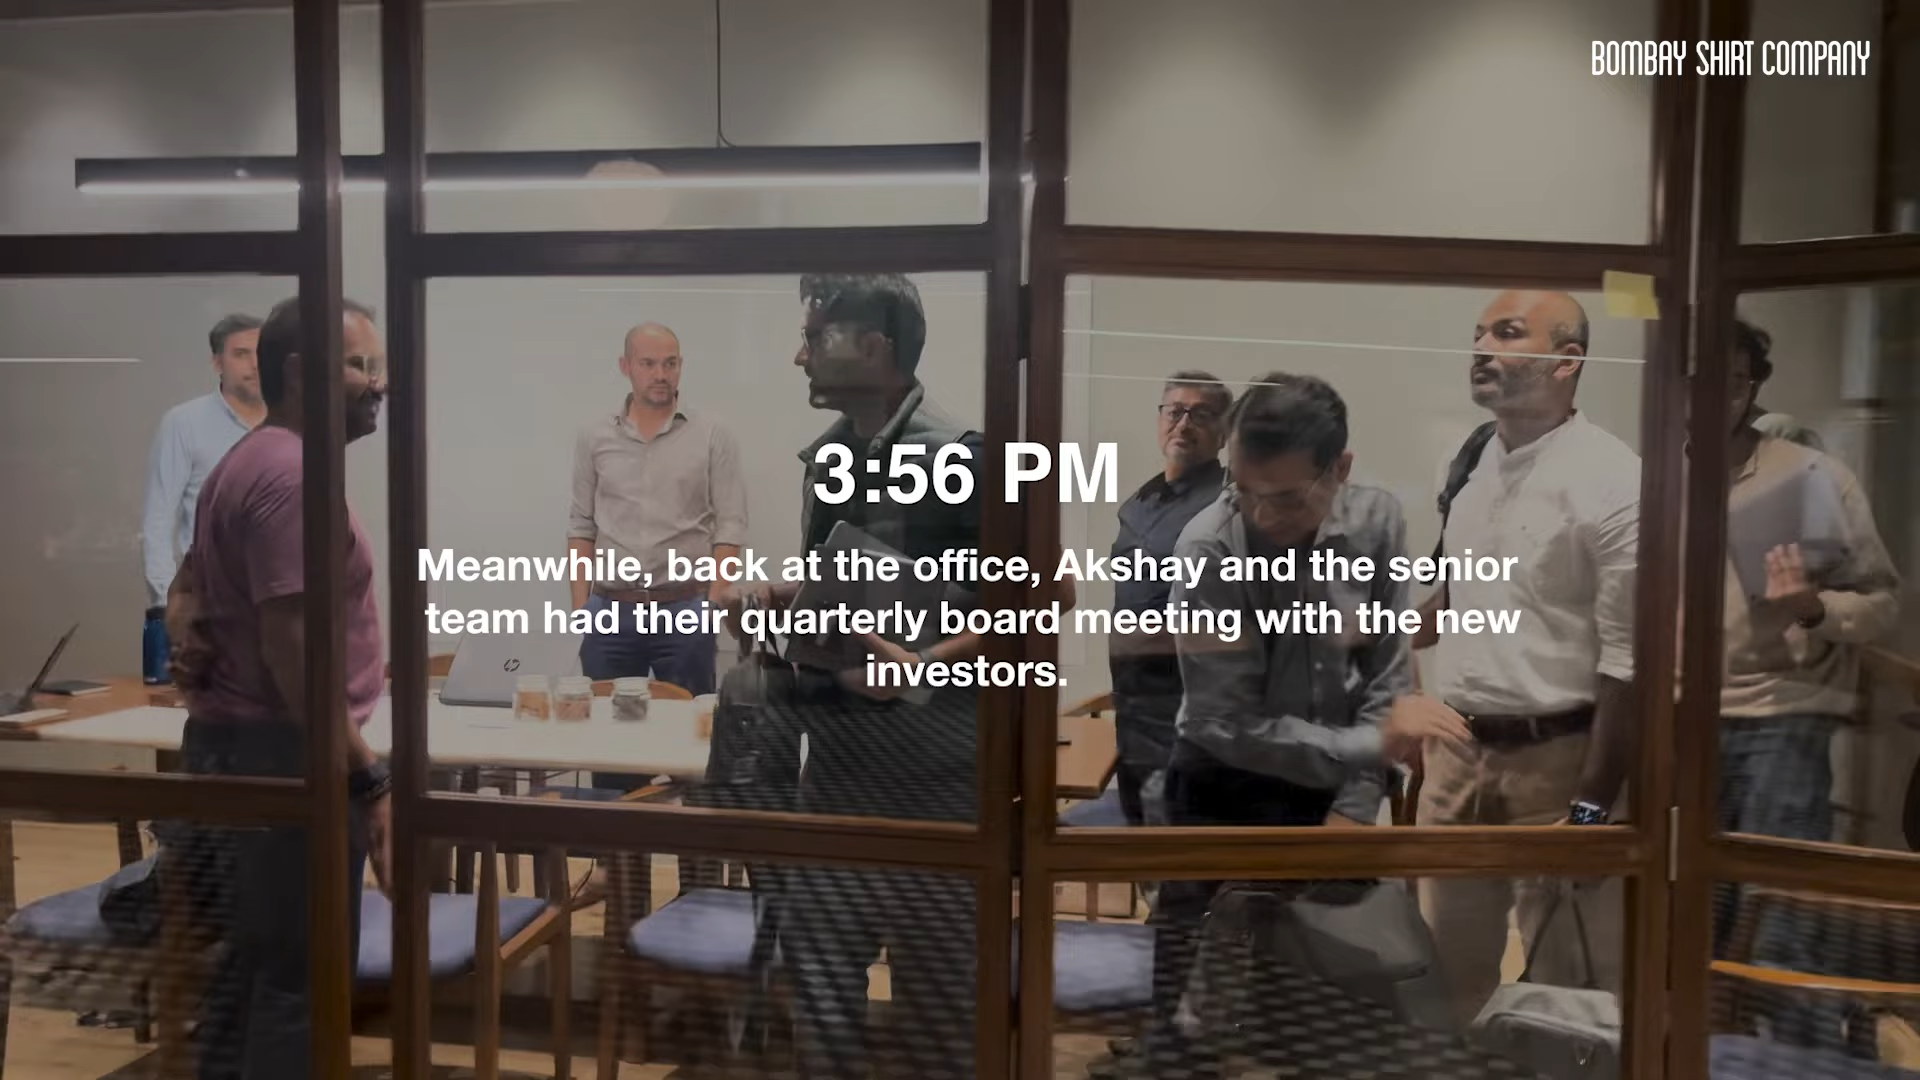 BOMBAY SHIRT COMPANY
3:56 PM
Meanwhile, back at the office, Akshay and the senior
team had their quarterly board meeting with the new
investors.